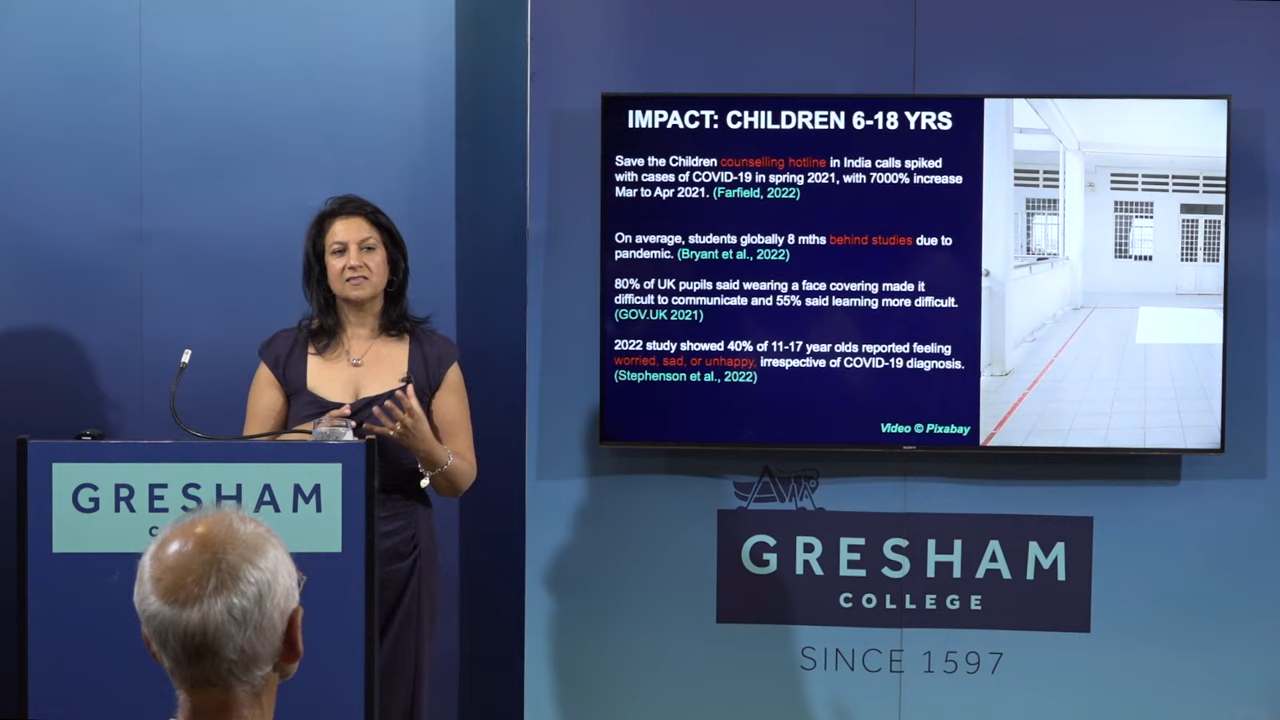 GRESHAM
IMPACT: CHILDREN 6-18 YRS
Save the Children counselling hotline in India calls spiked
with cases of COVID-19 in spring 2021, with 7000% increase
Mar to Apr 2021. (Farfield, 2022)
On average, students globally 8 mths behind studies due to
pandemic. (Bryant et al., 2022)
80% of UK pupils said wearing a face covering made it
difficult to communicate and 55% said learning more difficult.
(GOV.UK 2021)
2022 study showed 40% of 11-17 year olds reported feeling
worried, sad, or unhappy, irrespective of COVID-19 diagnosis.
(Stephenson et al., 2022)
Video © Pixabay
SONY
GRESHAM
COLLEGE
SINCE 1597